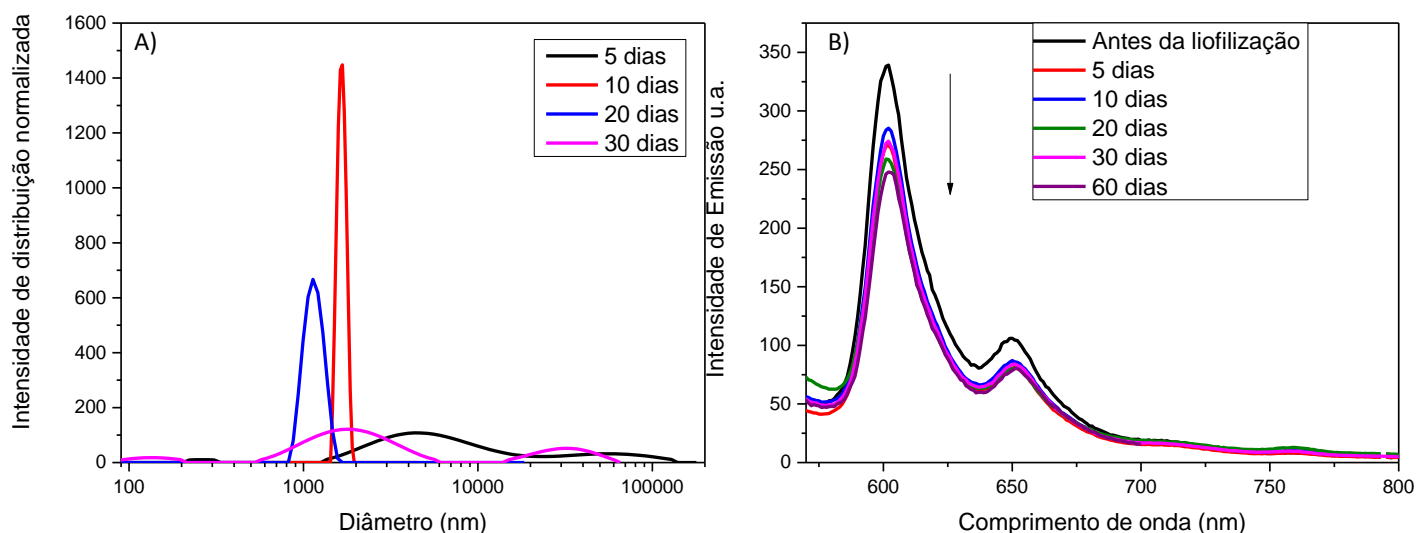 A)
Intensidade de distribuição normalizada
1600
1400
1200
1000
800
600
400
200
0
100
1000
10000
100000
Diâmetro (nm)
5 dias
10 dias
20 dias
30 dias
B)
Intensidade de Emissão u.a.
350
300
250
200
150
100
50
0
600
650
700
750
800
Comprimento de onda (nm)
Antes da liofilização
5 dias
10 dias
20 dias
30 dias
60 dias